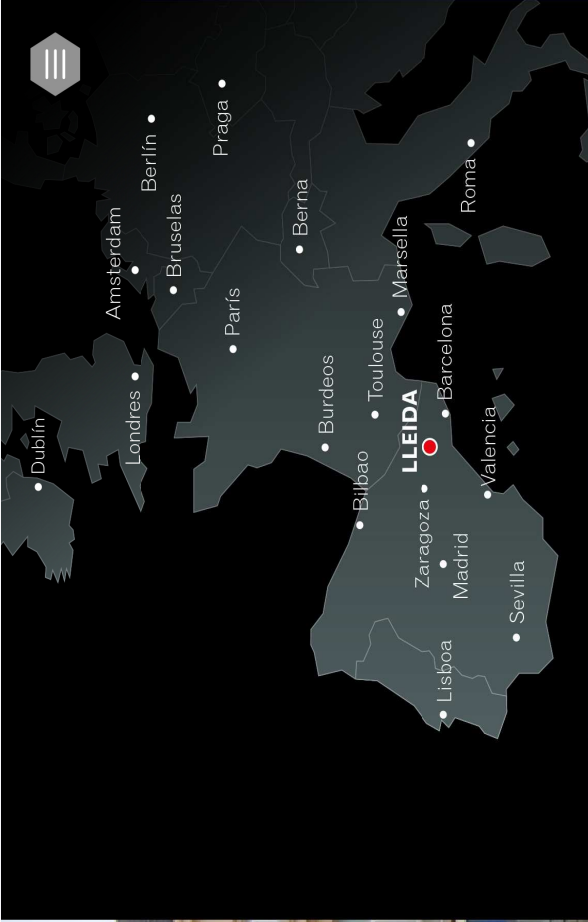 Dublín
Amsterdam
Londres
Berlín
Bruselas
Praga
París
Berna
Burdeos
Bilbao
Toulouse
Marsella
LLEIDA
Zaragoza
Lisboa
Barcelona
Madrid
Roma
Valencia
Sevilla